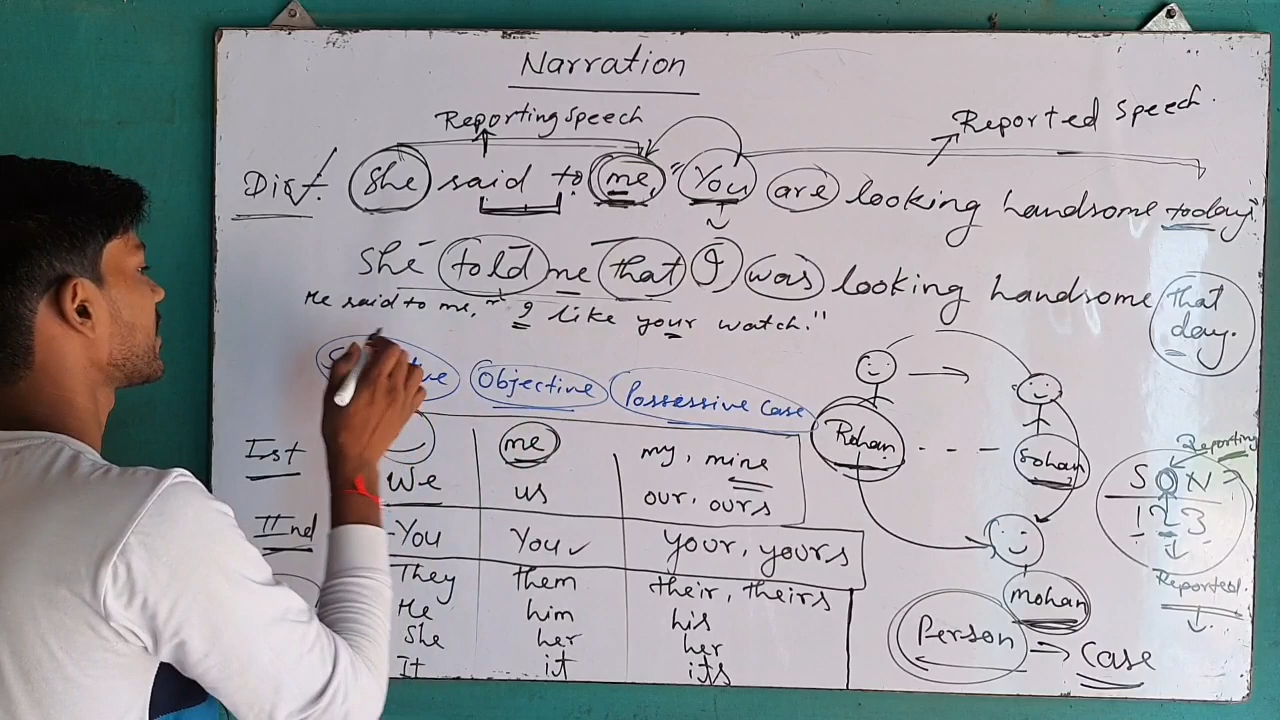 Narration
Reporting Speech
Reported Speech.
She said to me, "You are looking handsome today."
She told me that I was looking handsome that day.
He said to me, "I like your watch."
Objective Possessive Case
Ist me my, mine
We us our, ours
IInd You You ✓ your, yours
They them their, theirs
He him his
She her her
It it its
Rohan - - - Sohan
mohan
Person → Case
Reporting
S O N
1 2 3
Reported.